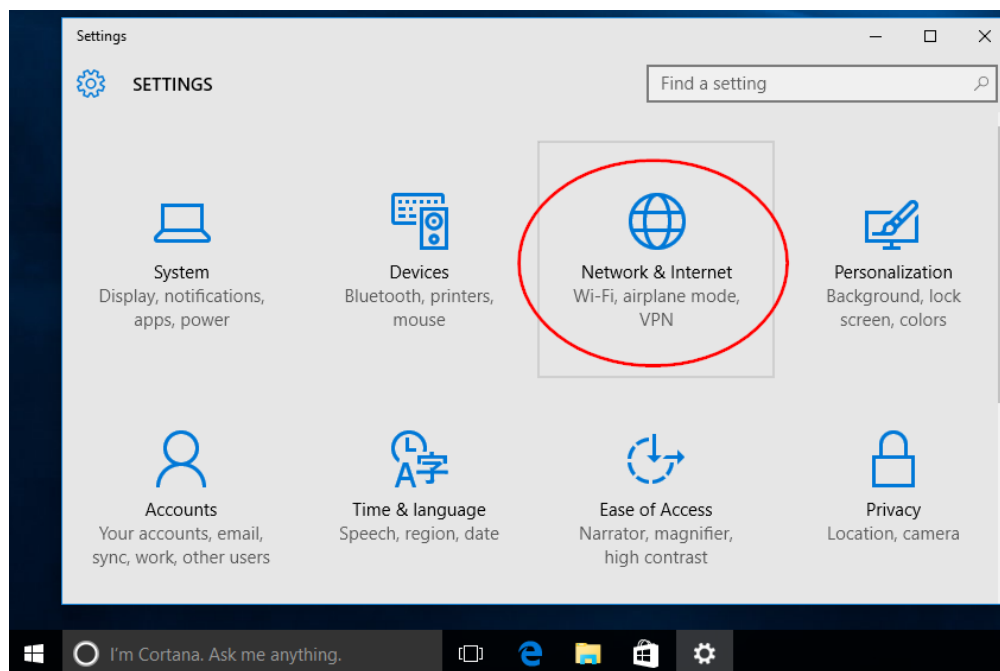 Settings
SETTINGS
Find a setting
System
Display, notifications,
apps, power
Devices
Bluetooth, printers,
mouse
Network & Internet
Wi-Fi, airplane mode,
VPN
Personalization
Background, lock
screen, colors
Accounts
Your accounts, email,
sync, work, other users
A字
Time & language
Speech, region, date
Ease of Access
Narrator, magnifier,
high contrast
Privacy
Location, camera
I'm Cortana. Ask me anything.